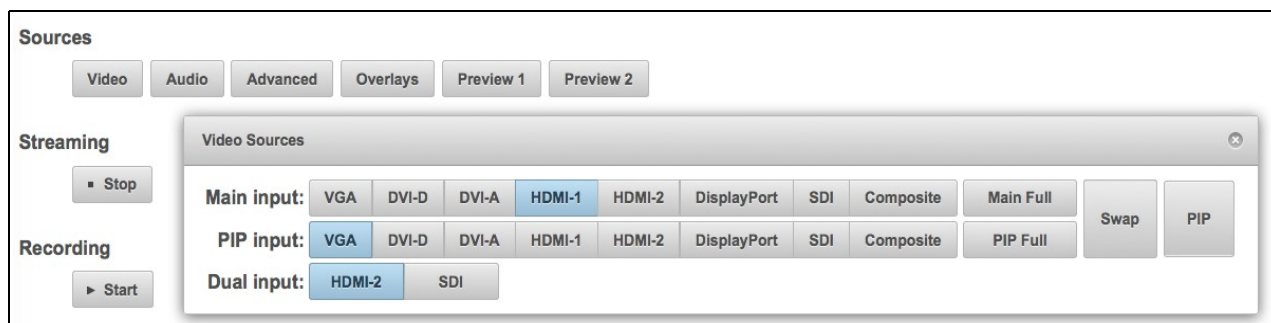 Sources
Video Audio Advanced Overlays Preview 1 Preview 2
Streaming
Stop
Recording
Start
Video Sources
Main input: VGA DVI-D DVI-A HDMI-1 HDMI-2 DisplayPort SDI Composite Main Full
PIP input: VGA DVI-D DVI-A HDMI-1 HDMI-2 DisplayPort SDI Composite PIP Full
Swap PIP
Dual input: HDMI-2 SDI